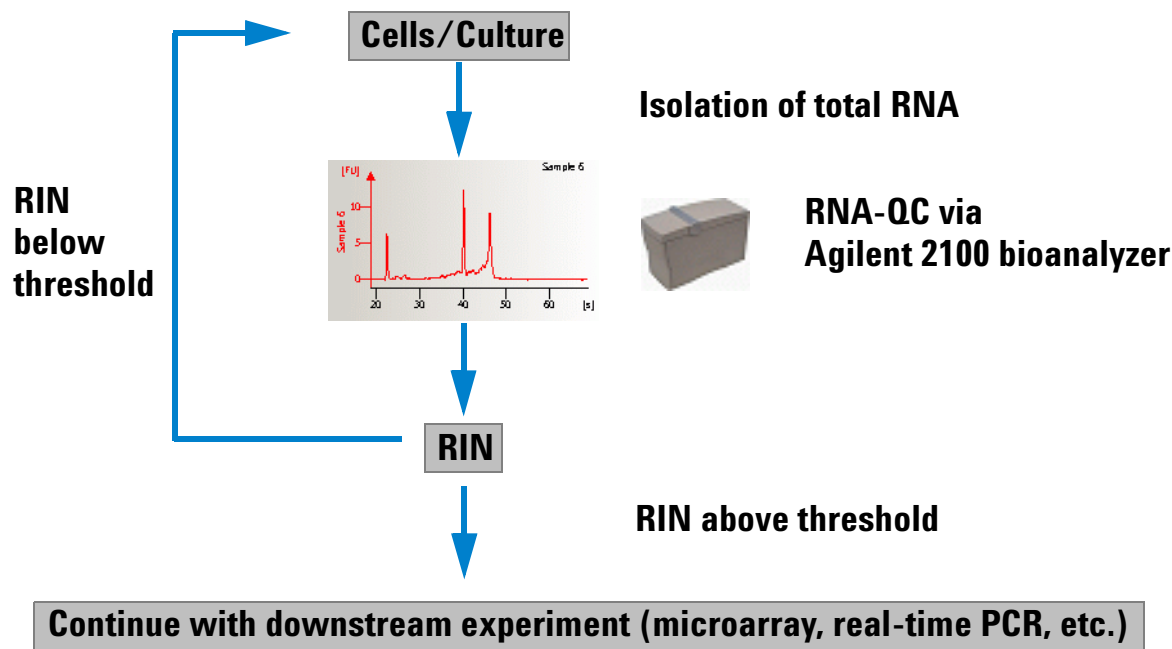 Cells/Culture
Isolation of total RNA
[FU]
Sample 6
Sample 6
10
5
0
20
30
40
50
60
[s]
RNA-QC via
Agilent 2100 bioanalyzer
RIN
below
threshold
RIN
RIN above threshold
Continue with downstream experiment (microarray, real-time PCR, etc.)